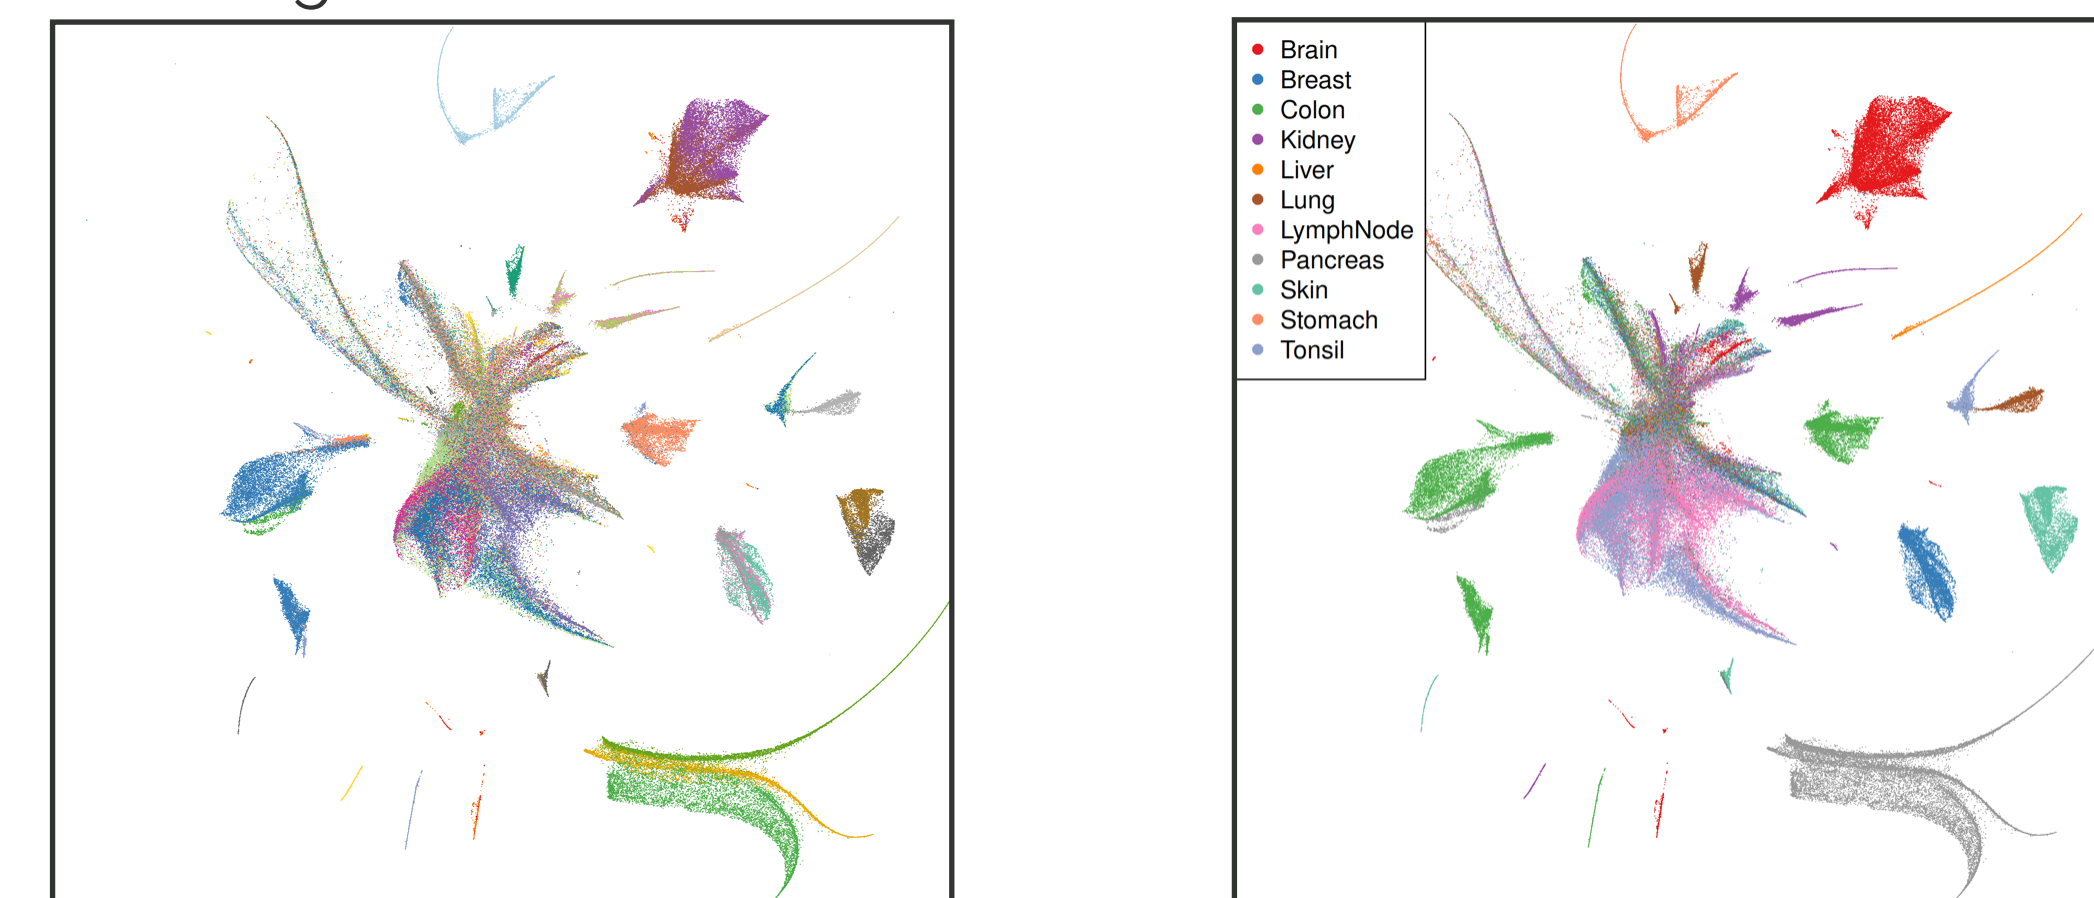 Brain
Breast
Colon
Kidney
Liver
Lung
LymphNode
Pancreas
Skin
Stomach
Tonsil